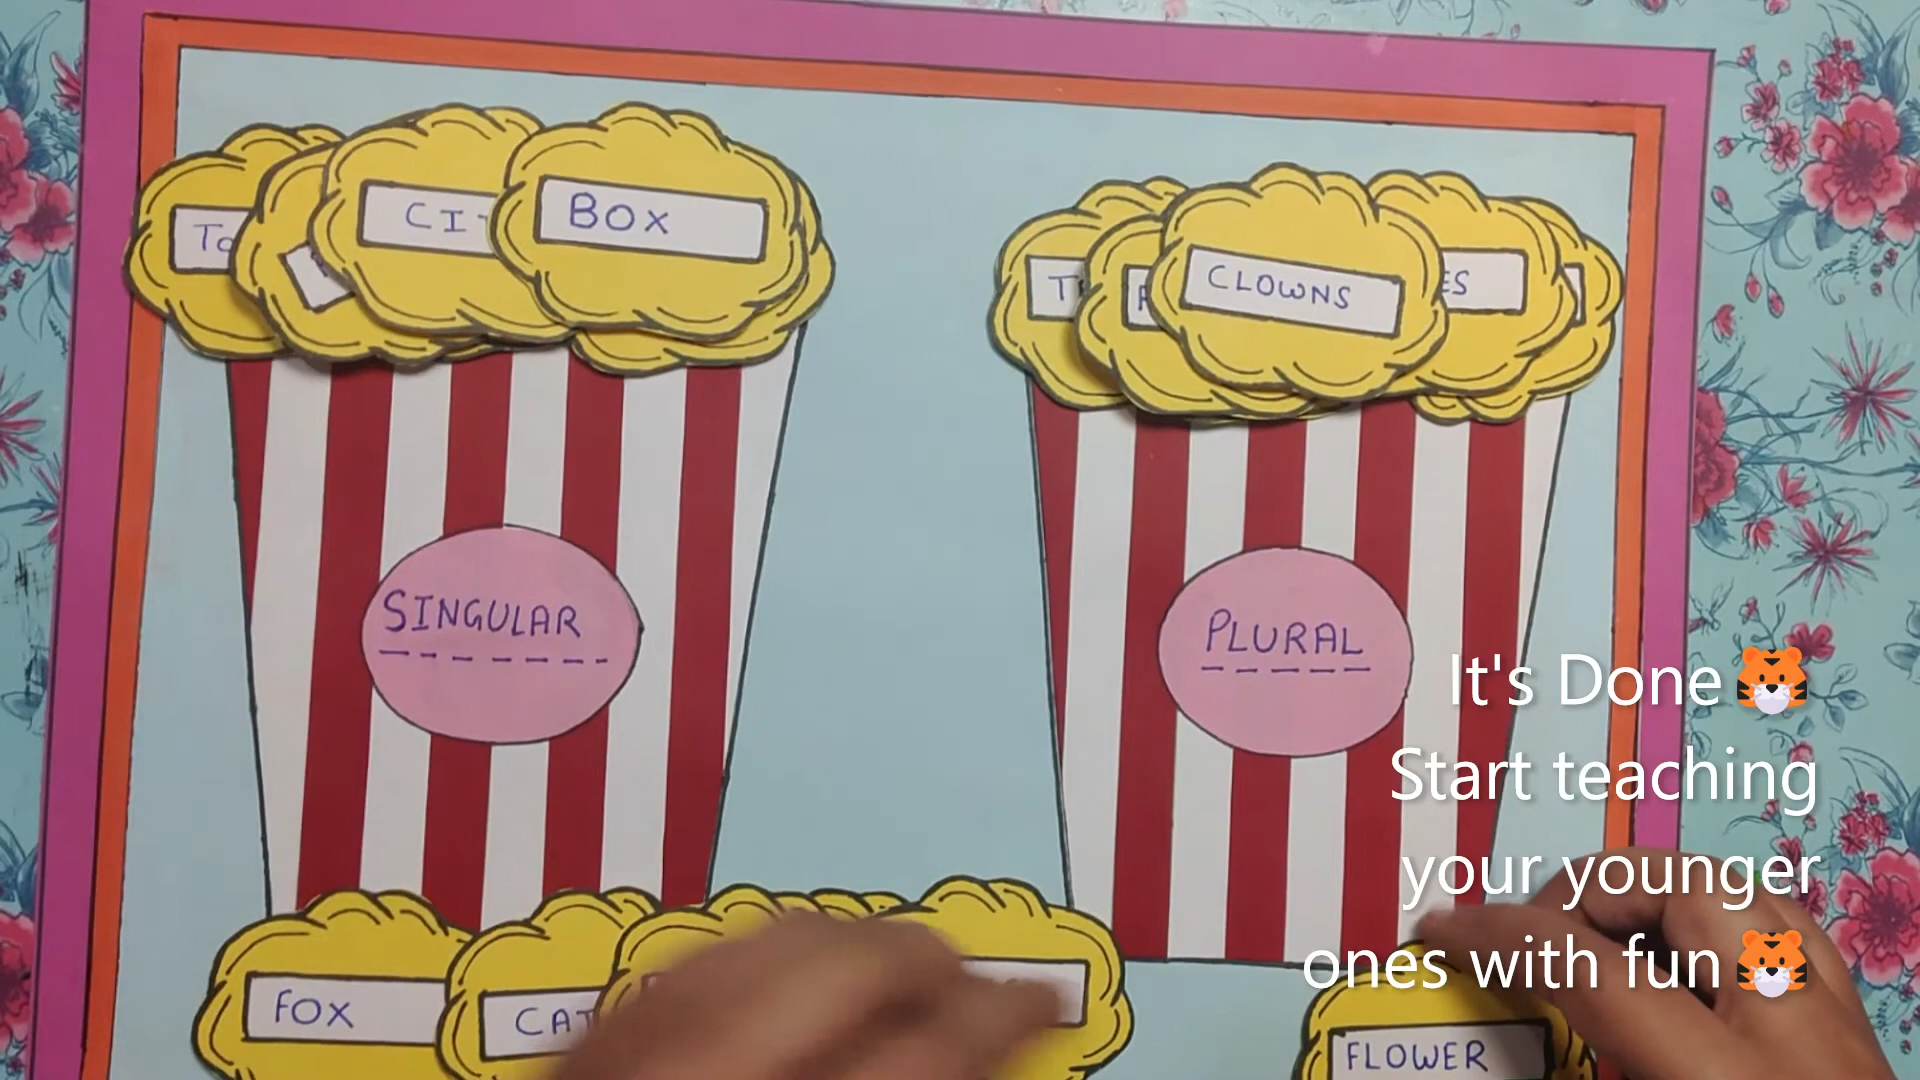 BOX
CLOWNS
SINGULAR
PLURAL
It's Done🐯
Start teaching
your younger
ones with fun🐯
FOX
FLOWER